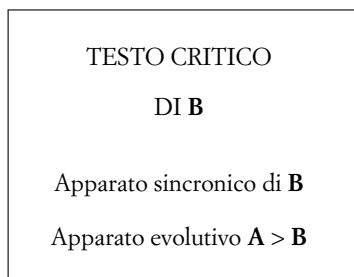 TESTO CRITICO
DI B
Apparato sincronico di B
Apparato evolutivo A > B